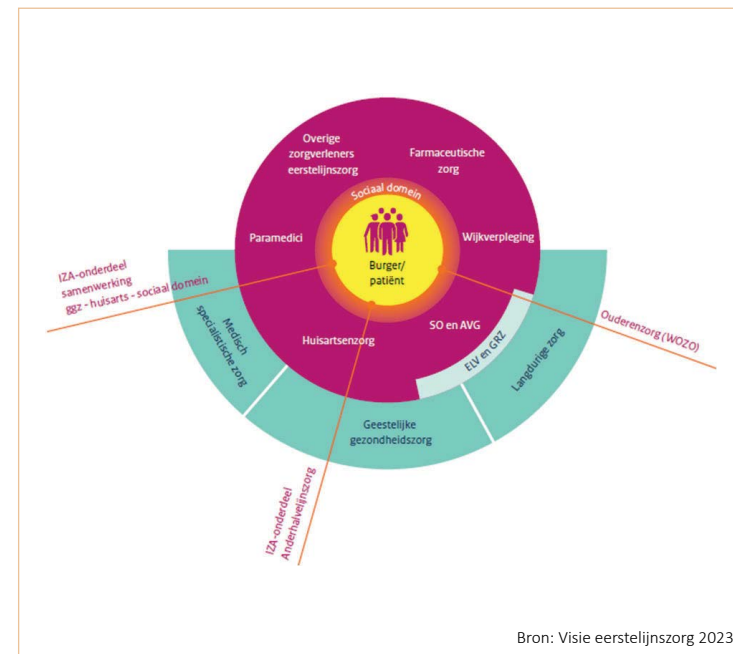 Overige
zorgverleners
eerstelijnszorg
Farmaceutische
zorg
Sociaal domein
Paramedici
Wijkverpleging
Burger/
patiënt
IZA-onderdeel
samenwerking
ggz - huisarts - sociaal domein
Huisartsenzorg
SO en AVG
ELV en GRZ
Ouderenzorg (WOZO)
Medisch
specialistische zorg
Langdurige zorg
Geestelijke
gezondheidszorg
IZA-onderdeel
Anderhalvelijnszorg
Bron: Visie eerstelijnszorg 2023